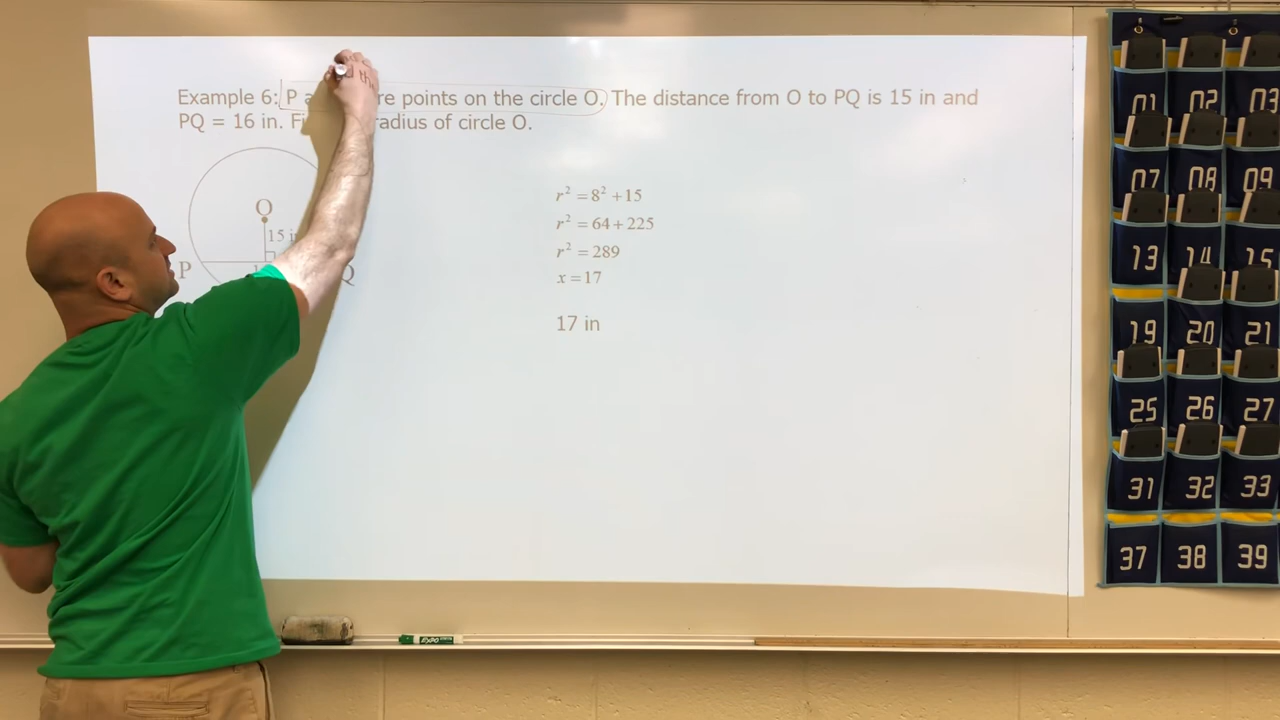 Example 6: P a re points on the circle O. The distance from O to PQ is 15 in and
PQ = 16 in. Fi radius of circle O.
O
15 i
P
Q
r² = 8² + 15
r² = 64 + 225
r² = 289
x = 17
17 in
EXPO
01 02 03
07 08 09
13 14 15
19 20 21
25 26 27
31 32 33
37 38 39